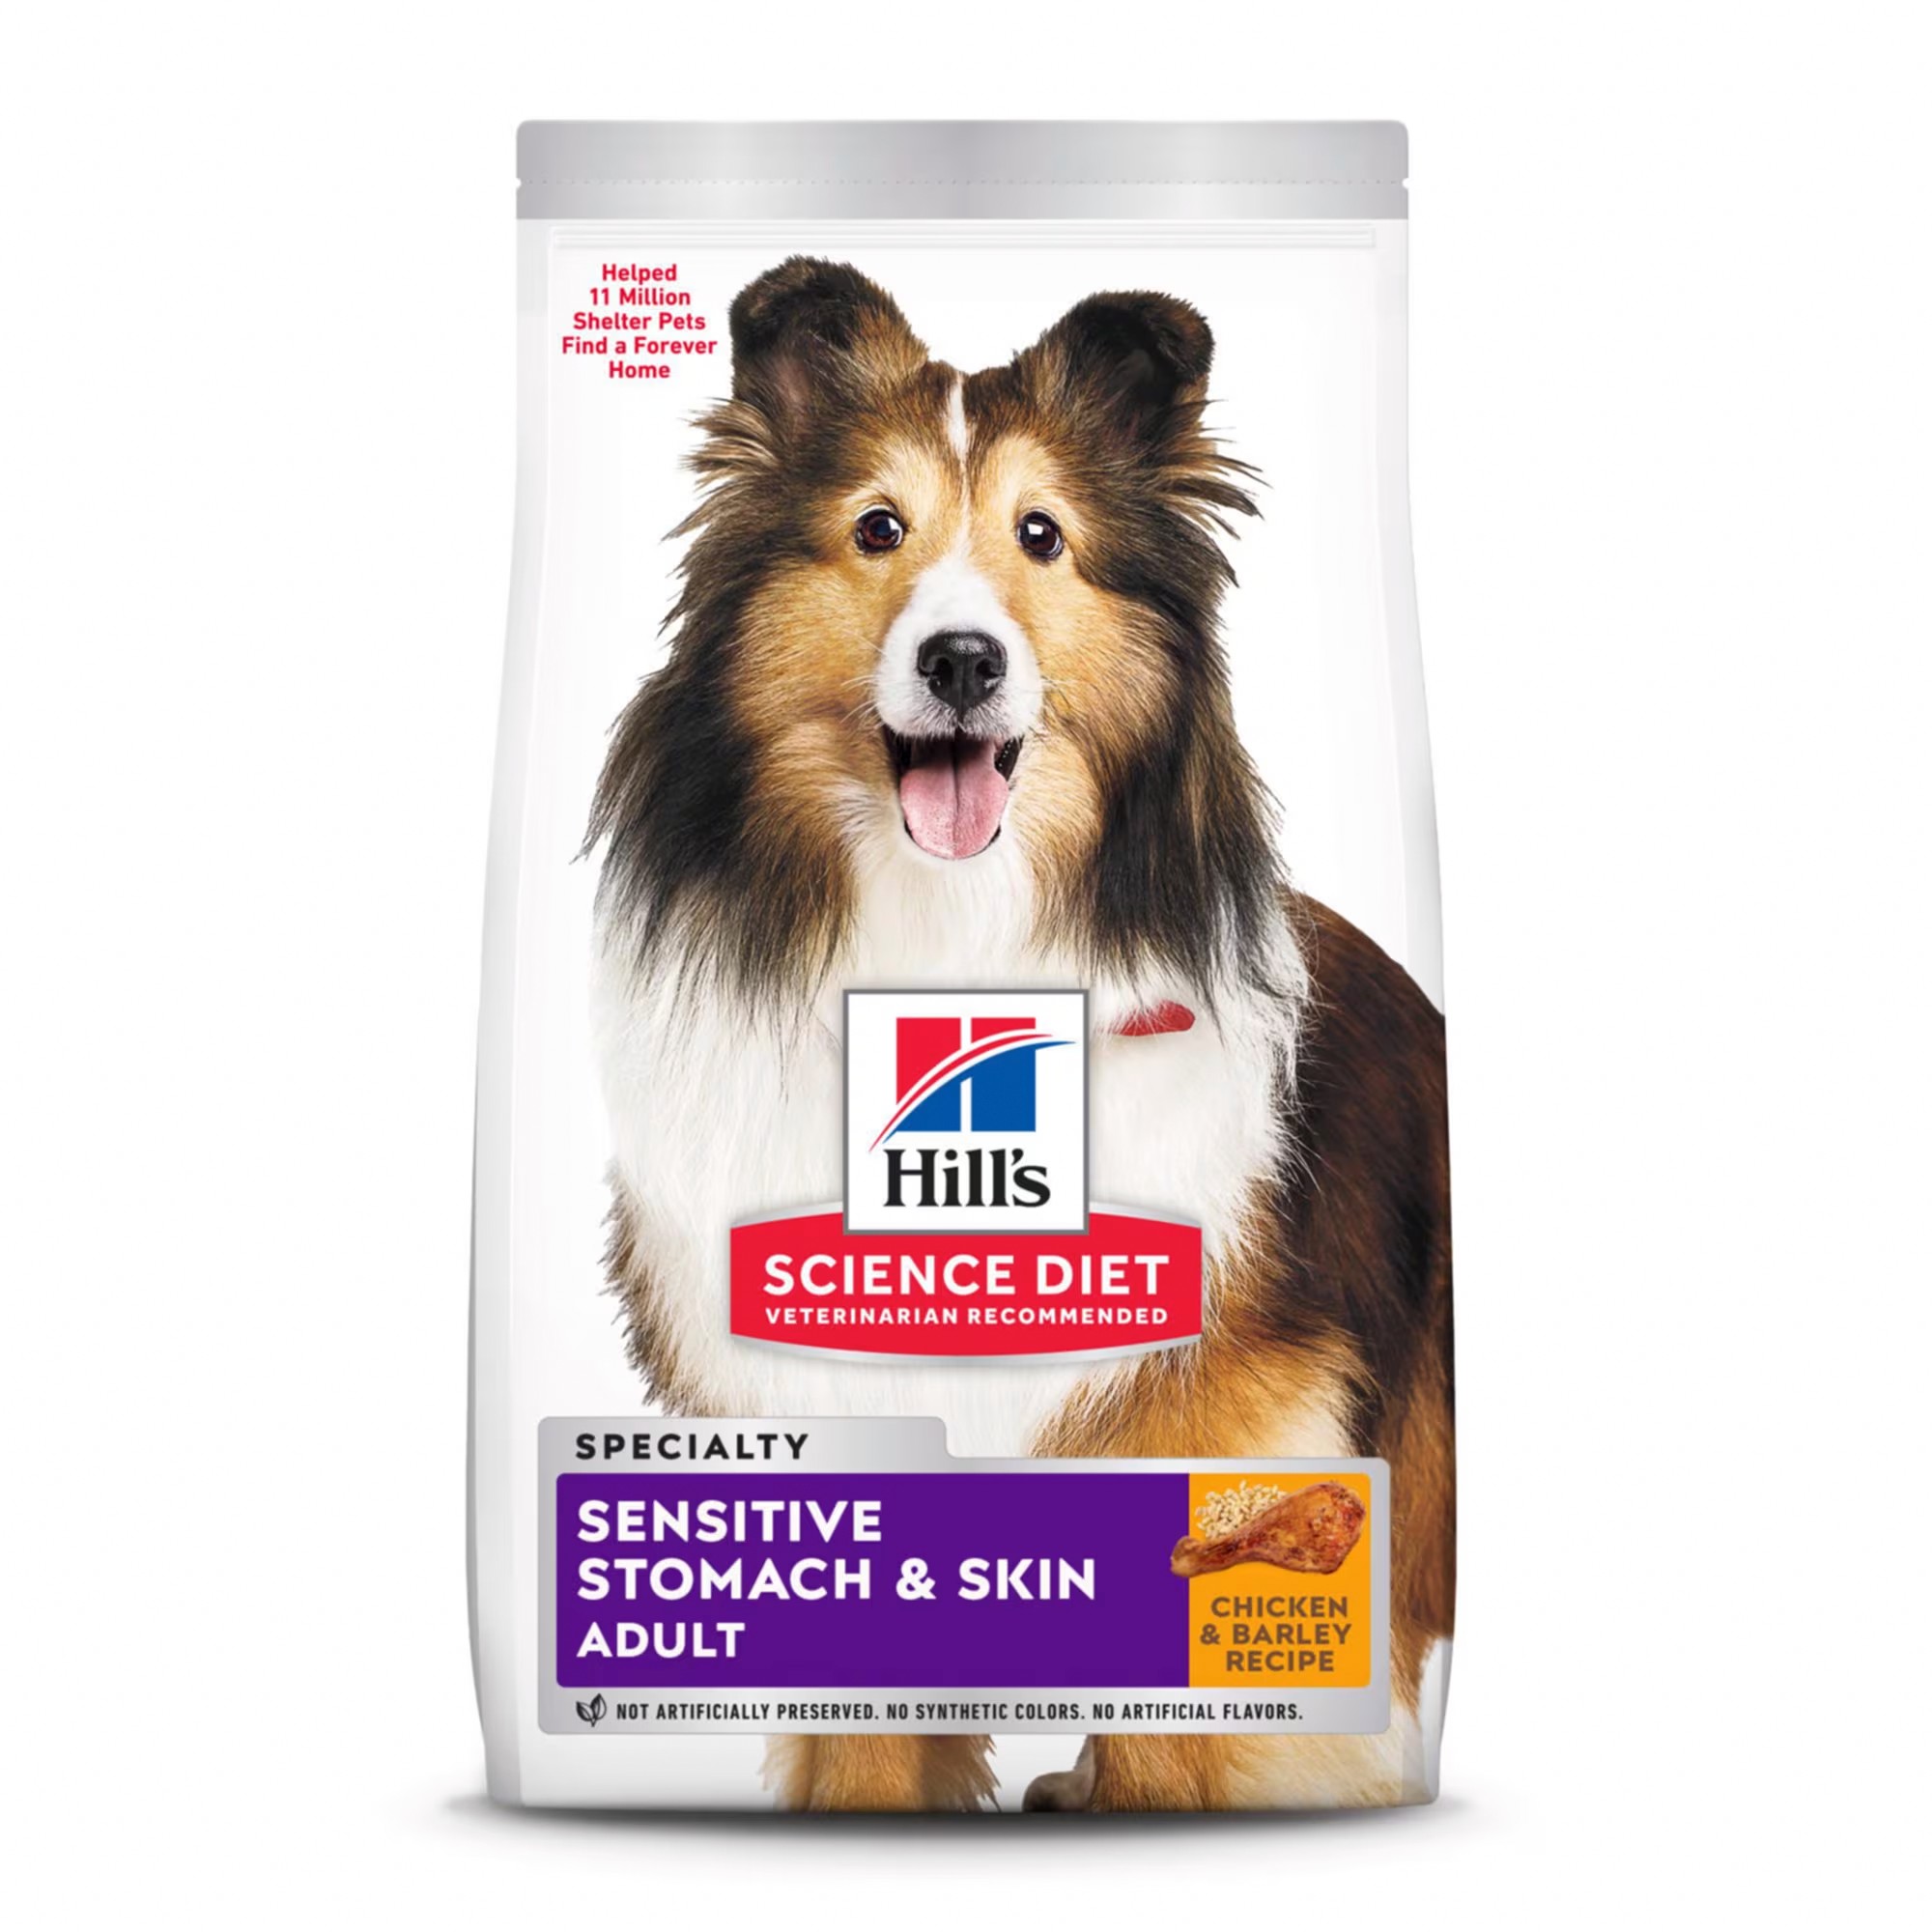 Helped
11 Million
Shelter Pets
Find a Forever
Home
Hill's
SCIENCE DIET
VETERINARIAN RECOMMENDED
SPECIALTY
SENSITIVE
STOMACH & SKIN
ADULT
CHICKEN
& BARLEY
RECIPE
NOT ARTIFICIALLY PRESERVED. NO SYNTHETIC COLORS. NO ARTIFICIAL FLAVORS.